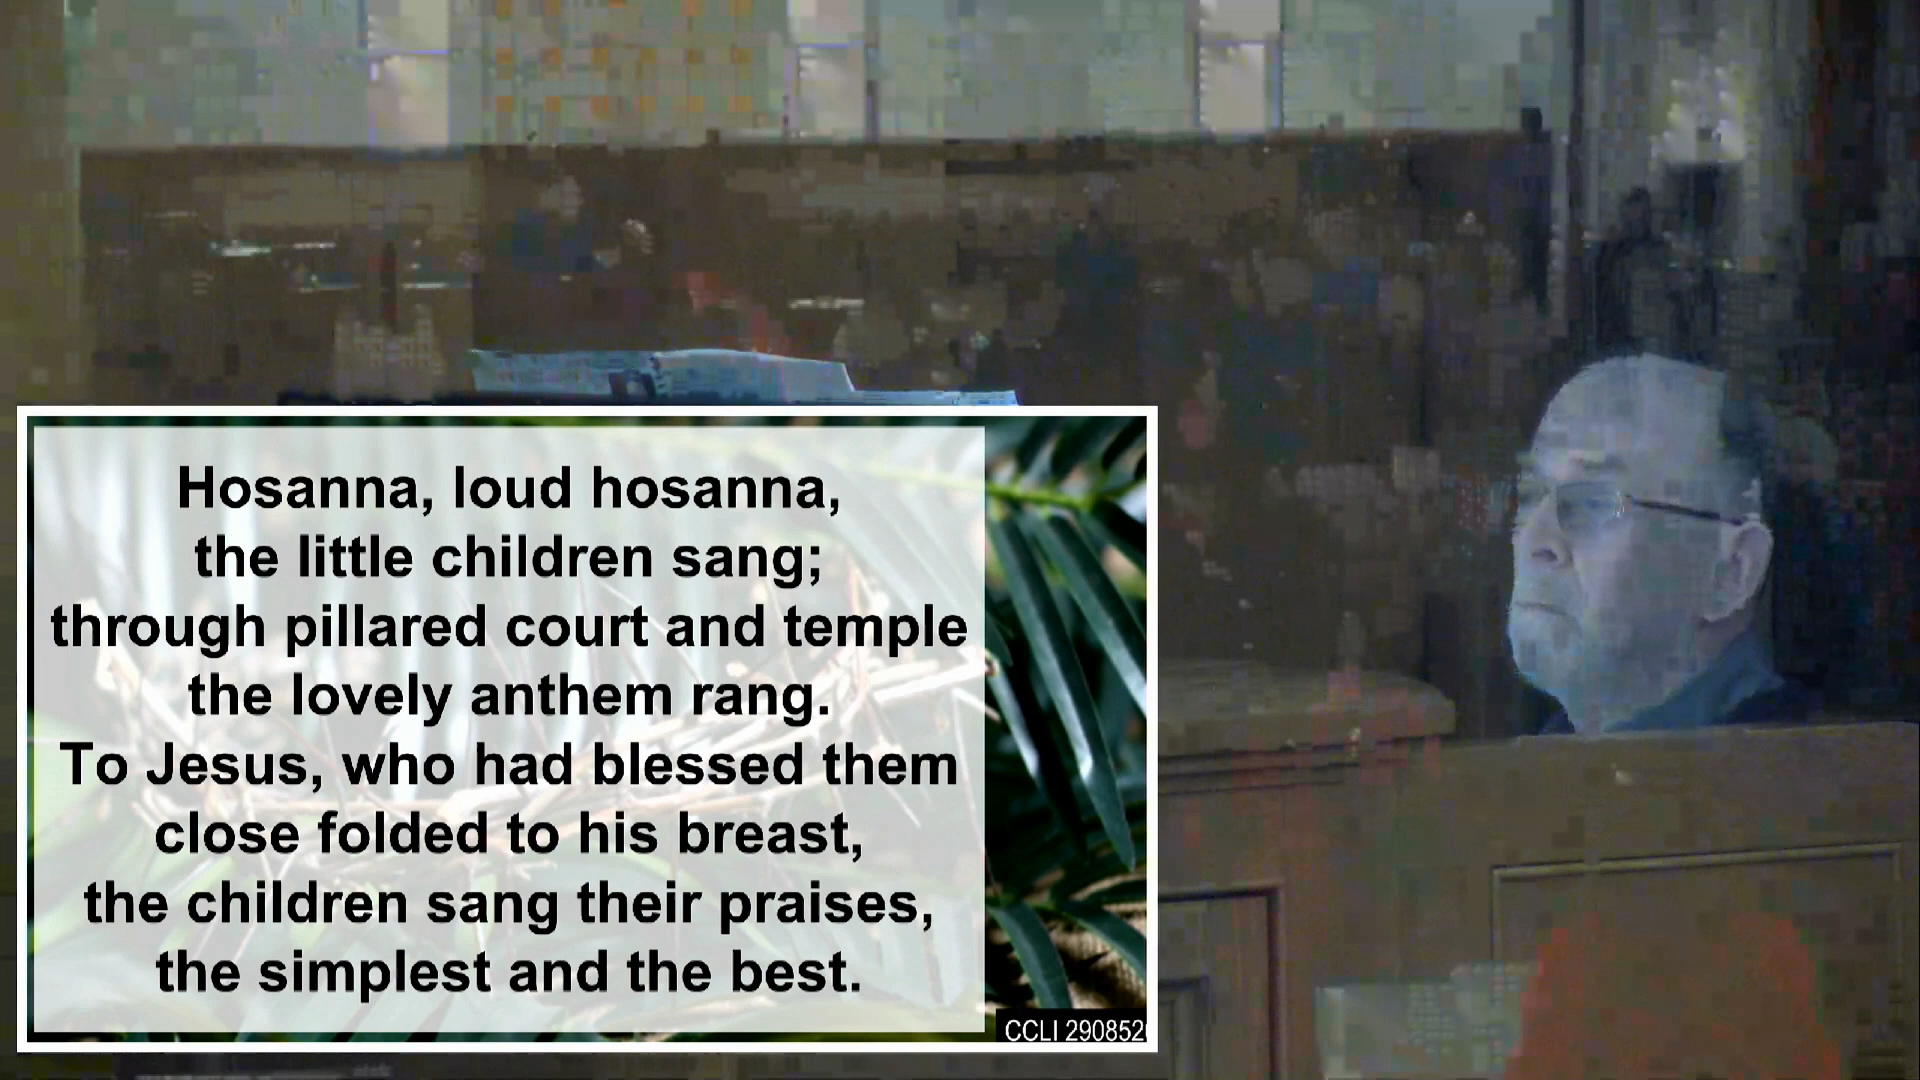 Hosanna, loud hosanna,
the little children sang;
through pillared court and temple
the lovely anthem rang.
To Jesus, who had blessed them
close folded to his breast,
the children sang their praises,
the simplest and the best.
CCLI 290852